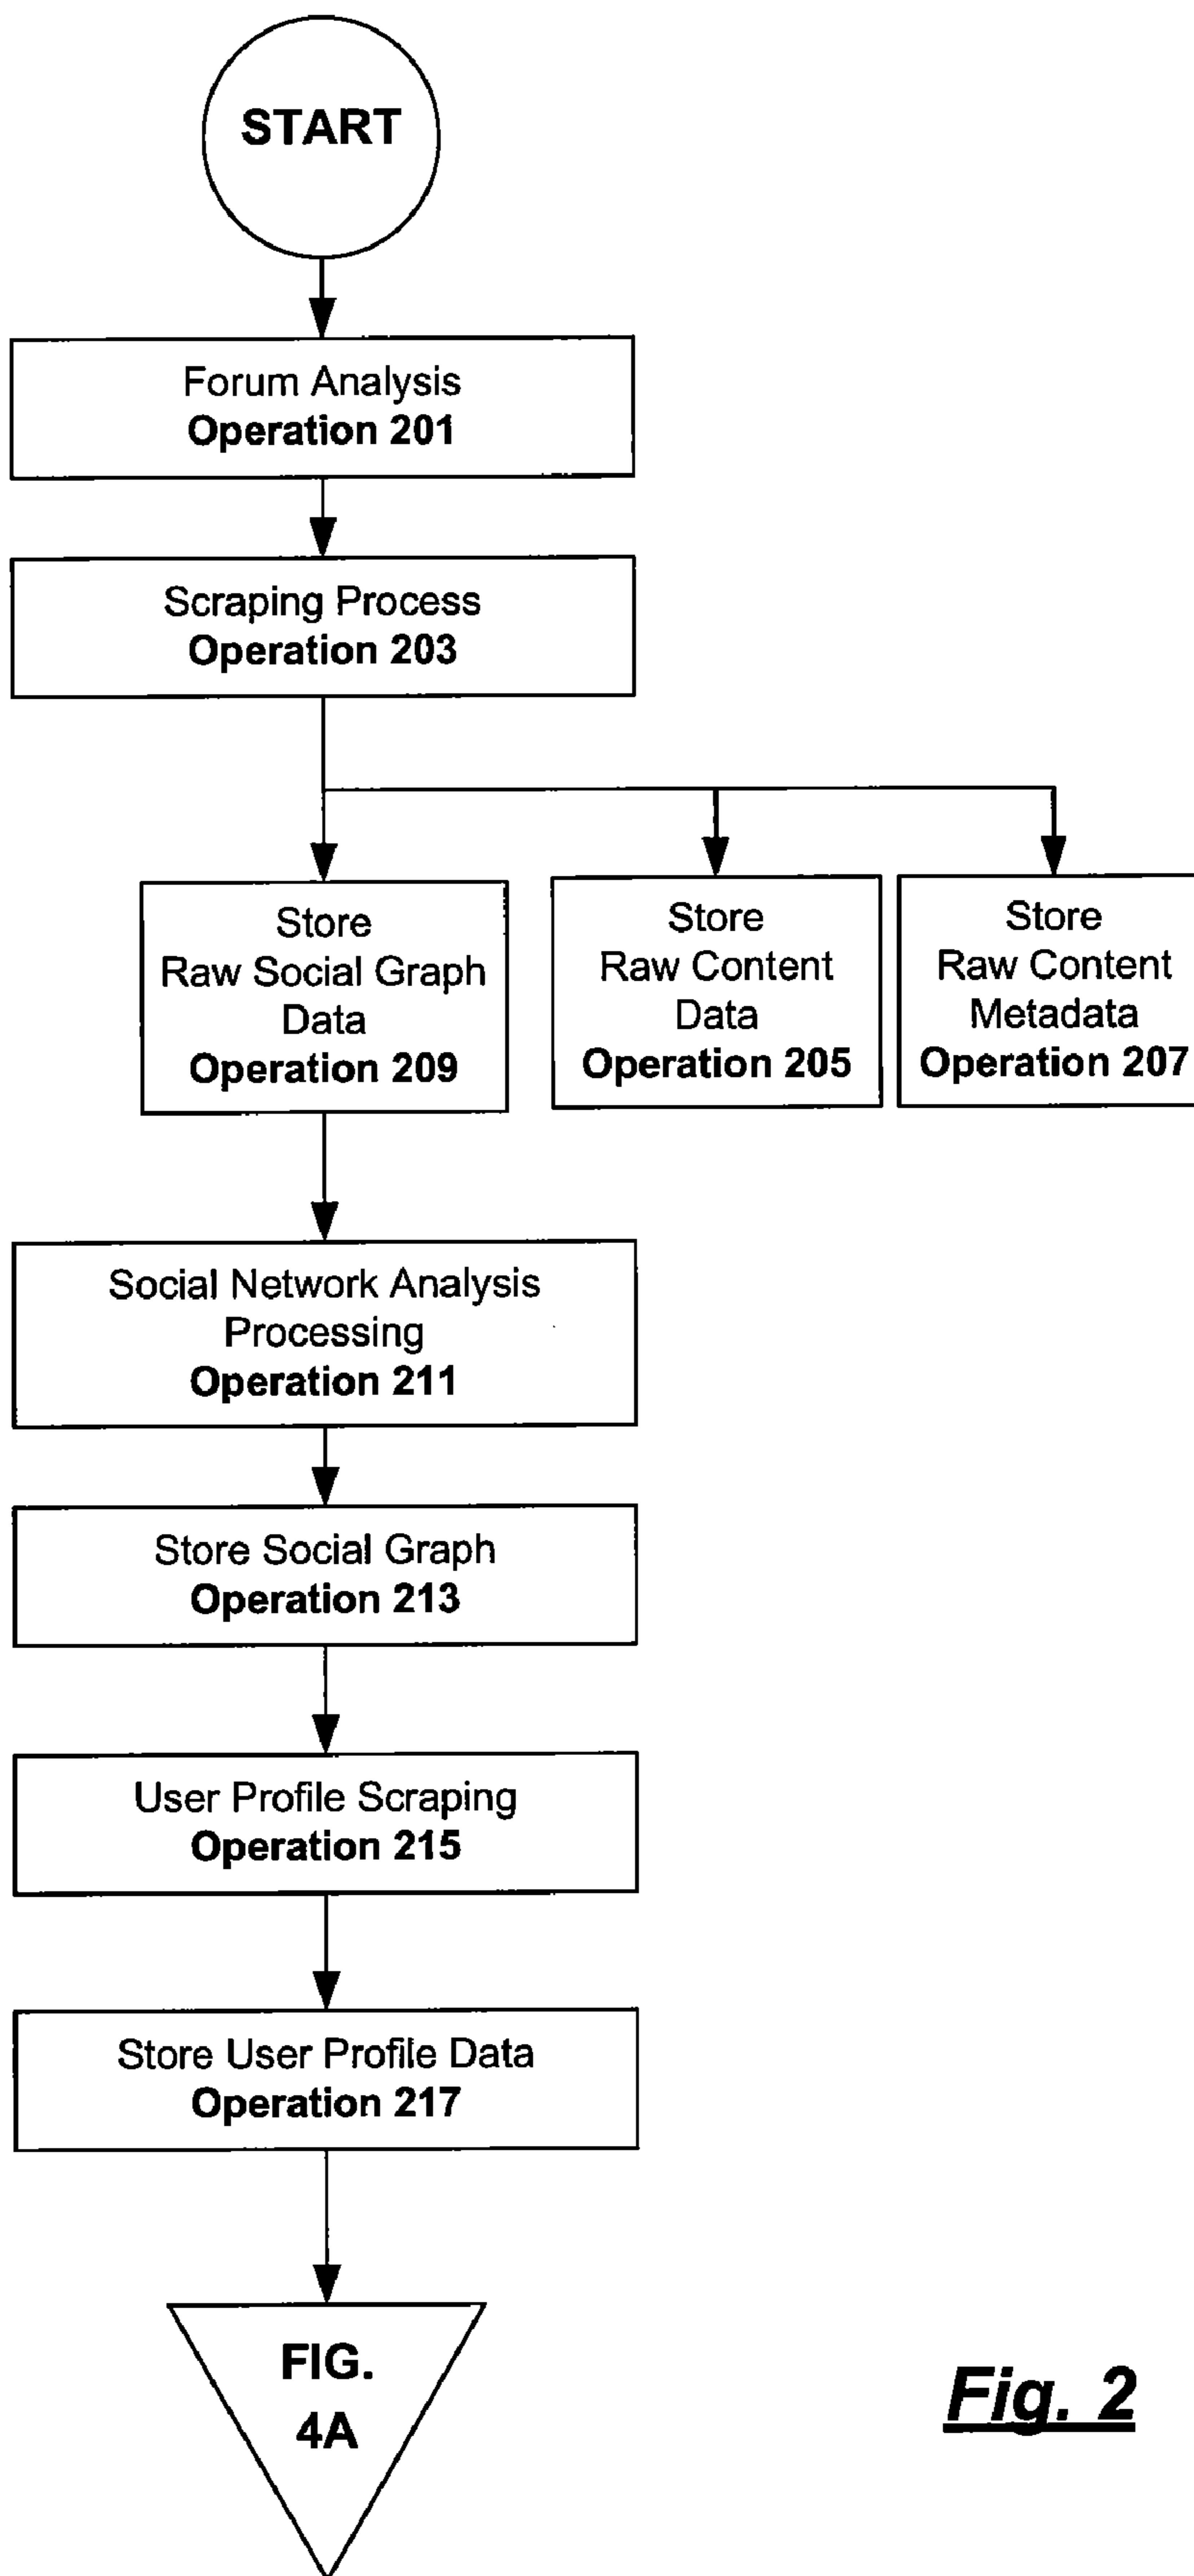 START
Forum Analysis
Operation 201
Scraping Process
Operation 203
Store
Raw Social Graph
Data
Operation 209
Store
Raw Content
Data
Operation 205
Store
Raw Content
Metadata
Operation 207
Social Network Analysis
Processing
Operation 211
Store Social Graph
Operation 213
User Profile Scraping
Operation 215
Store User Profile Data
Operation 217
FIG.
4A
Fig. 2